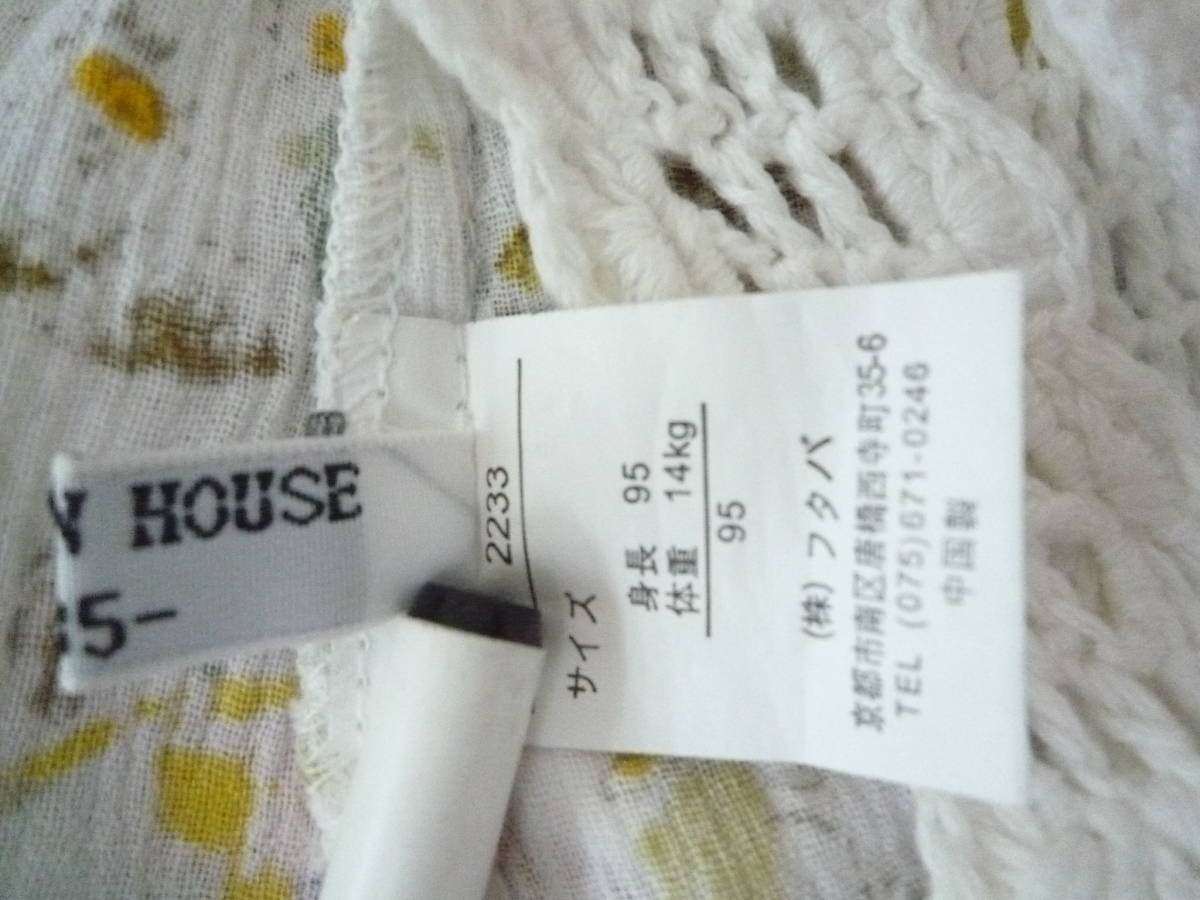 HOUSE
5-
2233
サイズ
身長 95
体重 14kg
95
(株)フタバ
京都市南区唐橋西寺町35-6
TEL (075)671-0246
中国製